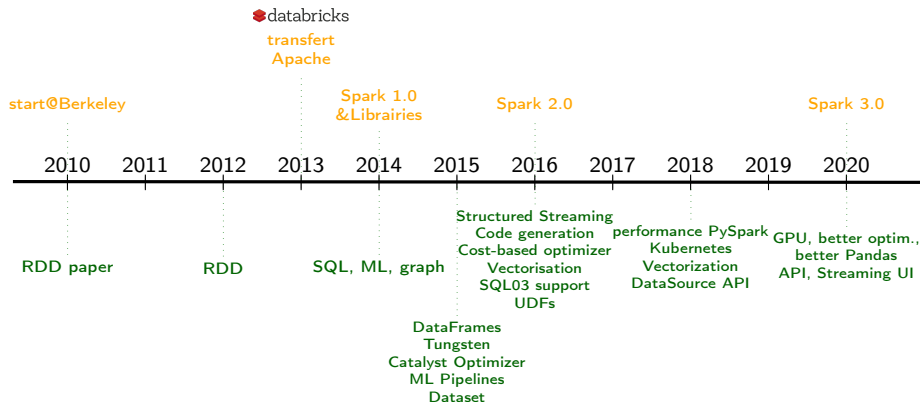 databricks
transfert
Apache
start@Berkeley
Spark 1.0
&Librairies
Spark 2.0
Spark 3.0
2010 2011 2012 2013 2014 2015 2016 2017 2018 2019 2020
RDD paper
RDD
SQL, ML, graph
DataFrames
Tungsten
Catalyst Optimizer
ML Pipelines
Dataset
Structured Streaming
Code generation
Cost-based optimizer
Vectorisation
SQL03 support
UDFs
performance PySpark
Kubernetes
Vectorization
DataSource API
GPU, better optim.,
better Pandas
API, Streaming UI